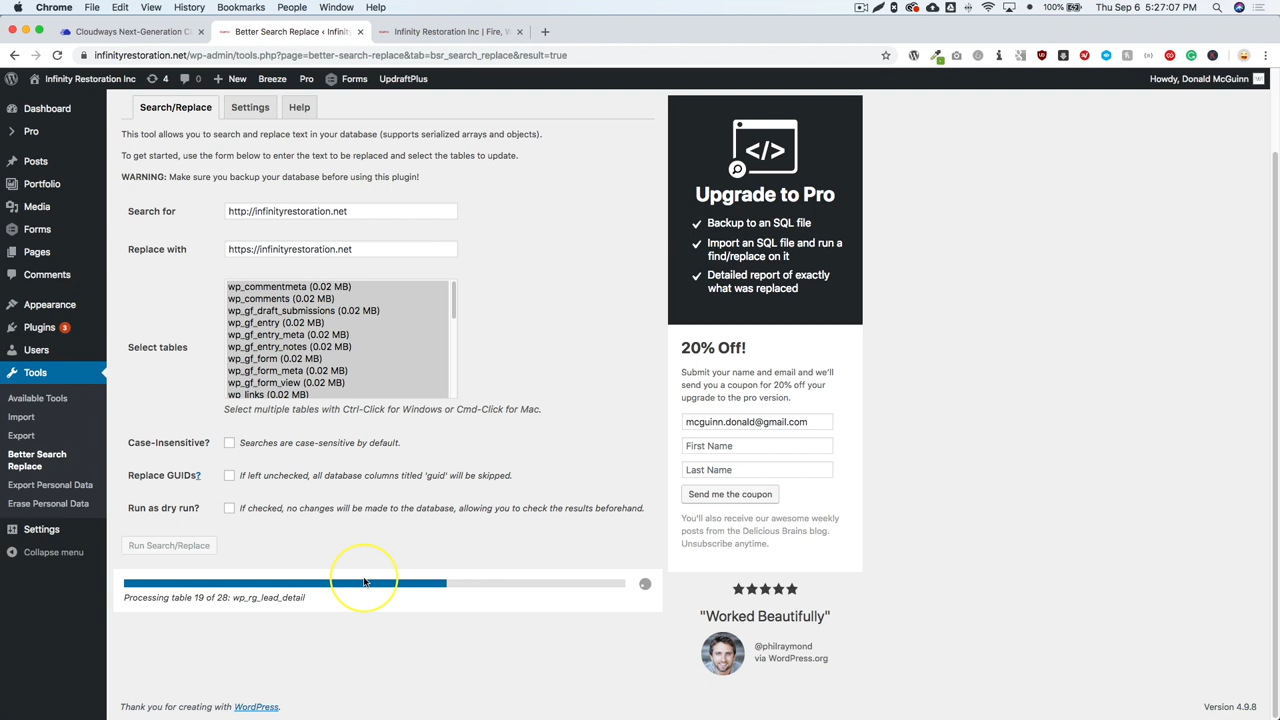 Chrome File Edit View History Bookmarks People Window Help
100% Thu Sep 6 5:27:07 PM
Cloudways Next-Generation C
Better Search Replace ‹ Infinity
Infinity Restoration Inc | Fire, W
infinityrestoration.net/wp-admin/tools.php?page=better-search-replace&tab=bsr_search_replace&result=true
Infinity Restoration Inc 4 0 New Breeze Pro Forms UpdraftPlus
Howdy, Donald McGuinn
Dashboard
Pro
Posts
Portfolio
Media
Forms
Pages
Comments
Appearance
Plugins 3
Users
Tools
Available Tools
Import
Export
Better Search
Replace
Export Personal Data
Erase Personal Data
Settings
Collapse menu
Search/Replace Settings Help
This tool allows you to search and replace text in your database (supports serialized arrays and objects).
To get started, use the form below to enter the text to be replaced and select the tables to update.
WARNING: Make sure you backup your database before using this plugin!
Search for http://infinityrestoration.net
Replace with https://infinityrestoration.net
Select tables
wp_commentmeta (0.02 MB)
wp_comments (0.02 MB)
wp_gf_draft_submissions (0.02 MB)
wp_gf_entry (0.02 MB)
wp_gf_entry_meta (0.02 MB)
wp_gf_entry_notes (0.02 MB)
wp_gf_form (0.02 MB)
wp_gf_form_meta (0.02 MB)
wp_gf_form_view (0.02 MB)
wp_links (0.02 MB)
Select multiple tables with Ctrl-Click for Windows or Cmd-Click for Mac.
Case-Insensitive? Searches are case-sensitive by default.
Replace GUIDs? If left unchecked, all database columns titled 'guid' will be skipped.
Run as dry run? If checked, no changes will be made to the database, allowing you to check the results beforehand.
Run Search/Replace
Processing table 19 of 28: wp_rg_lead_detail
</>
Upgrade to Pro
Backup to an SQL file
Import an SQL file and run a
find/replace on it
Detailed report of exactly
what was replaced
20% Off!
Submit your name and email and we'll
send you a coupon for 20% off your
upgrade to the pro version.
mcguinn.donald@gmail.com
First Name
Last Name
Send me the coupon
You'll also receive our awesome weekly
posts from the Delicious Brains blog.
Unsubscribe anytime.
"Worked Beautifully"
@philraymond
via WordPress.org
Thank you for creating with WordPress.
Version 4.9.8